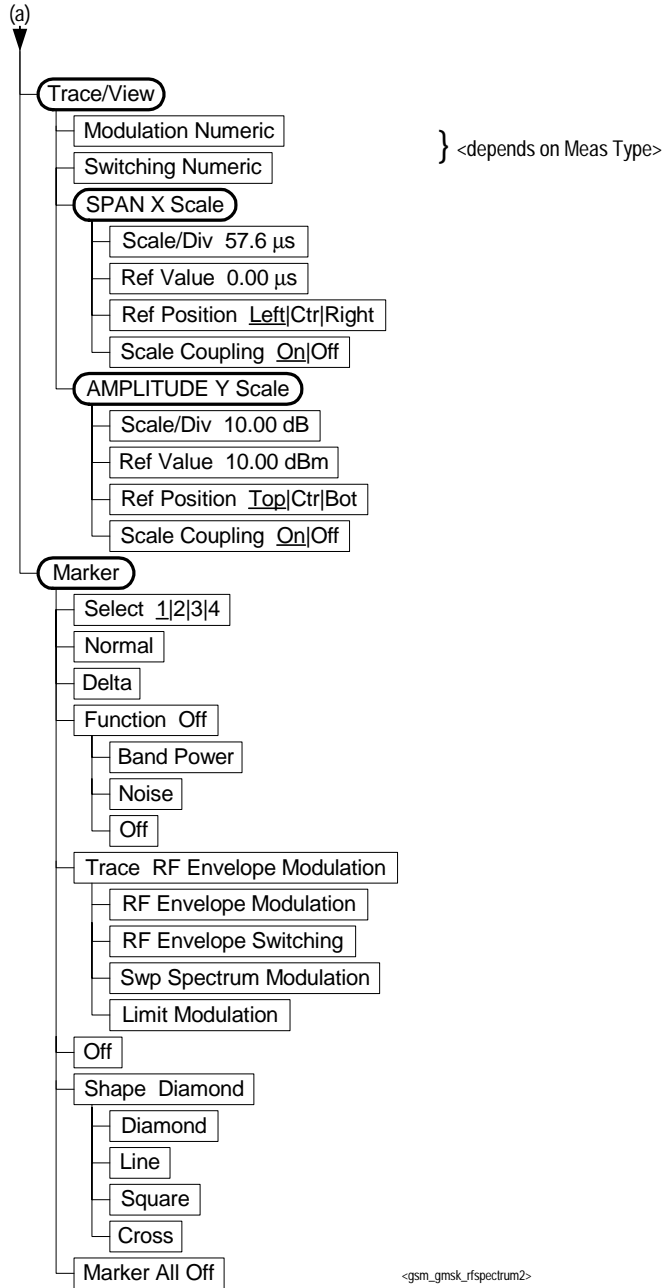 (a)
Trace/View
Modulation Numeric
} <depends on Meas Type>
Switching Numeric
SPAN X Scale
Scale/Div 57.6 μs
Ref Value 0.00 μs
Ref Position Left|Ctr|Right
Scale Coupling On|Off
AMPLITUDE Y Scale
Scale/Div 10.00 dB
Ref Value 10.00 dBm
Ref Position Top|Ctr|Bot
Scale Coupling On|Off
Marker
Select 1|2|3|4
Normal
Delta
Function Off
Band Power
Noise
Off
Trace RF Envelope Modulation
RF Envelope Modulation
RF Envelope Switching
Swp Spectrum Modulation
Limit Modulation
Off
Shape Diamond
Diamond
Line
Square
Cross
Marker All Off
<gsm_gmsk_rfspectrum2>